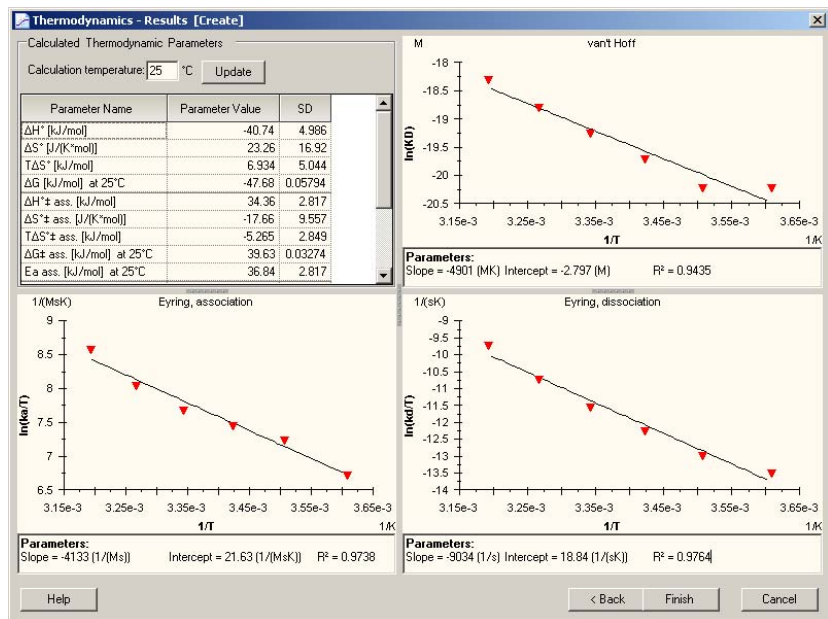 Thermodynamics - Results [Create]
Calculated Thermodynamic Parameters
Calculation temperature: 25 °C Update
Parameter Name Parameter Value SD
ΔH° [kJ/mol] -40.74 4.986
ΔS° [J/(K*mol)] 23.26 16.92
TΔS° [kJ/mol] 6.934 5.044
ΔG [kJ/mol] at 25°C -47.68 0.05794
ΔH°‡ ass. [kJ/mol] 34.36 2.817
ΔS°‡ ass. [J/(K*mol)] -17.66 9.557
TΔS°‡ ass. [kJ/mol] -5.265 2.849
ΔG‡ ass. [kJ/mol] at 25°C 39.63 0.03274
Ea ass. [kJ/mol] at 25°C 36.84 2.817
M van't Hoff
-18
-18.5
-19
-19.5
-20
-20.5
ln(KD)
3.15e-3 3.25e-3 3.35e-3 3.45e-3 3.55e-3 3.65e-3
1/T 1/K
Parameters:
Slope = -4901 (MK) Intercept = -2.797 (M) R² = 0.9435
1/(MsK) Eyring, association
9
8.5
8
7.5
7
6.5
ln(ka/T)
3.15e-3 3.25e-3 3.35e-3 3.45e-3 3.55e-3 3.65e-3
1/T 1/K
Parameters:
Slope = -4133 (1/(Ms)) Intercept = 21.63 (1/(MsK)) R² = 0.9738
1/(sK) Eyring, dissociation
-9
-9.5
-10
-10.5
-11
-11.5
-12
-12.5
-13
-13.5
-14
ln(kd/T)
3.15e-3 3.25e-3 3.35e-3 3.45e-3 3.55e-3 3.65e-3
1/T 1/K
Parameters:
Slope = -9034 (1/s) Intercept = 18.84 (1/(sK)) R² = 0.9764
Help < Back Finish Cancel